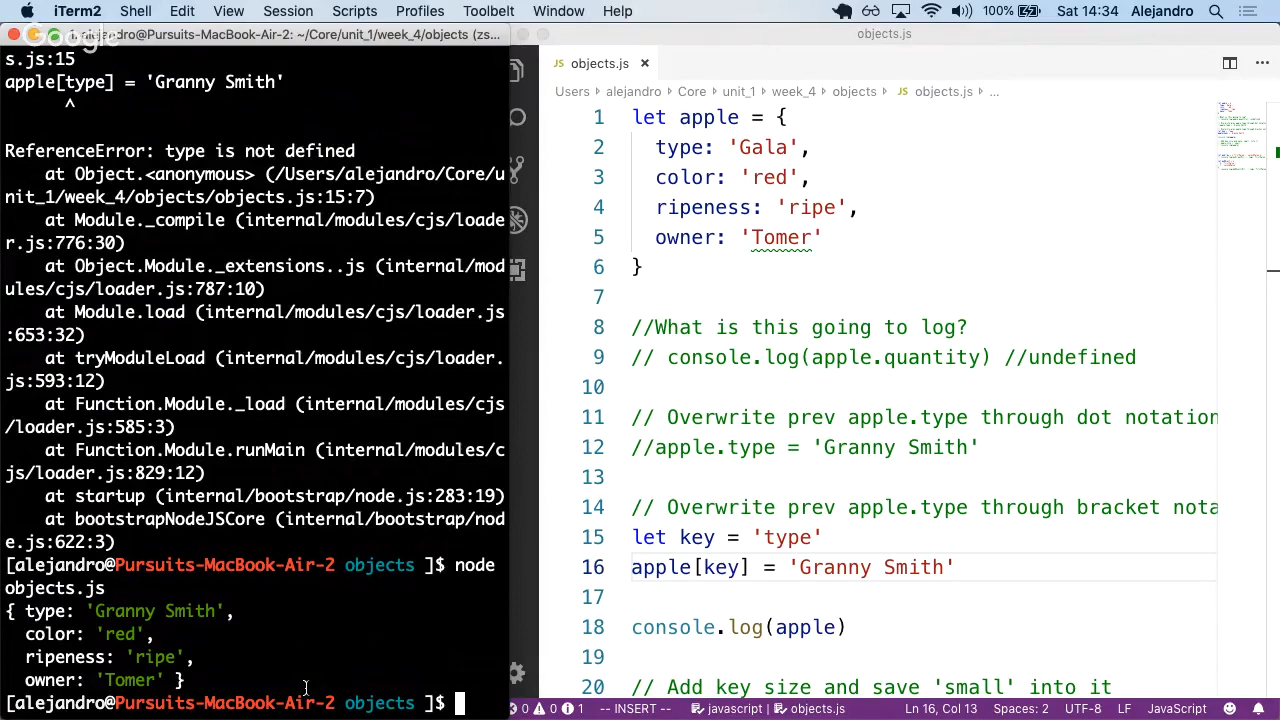 iTerm2 Shell Edit View Session Scripts Profiles Toolbelt Window Help 100% Sat 14:34 Alejandro
Google
alejandro@Pursuits-MacBook-Air-2: ~/Core/unit_1/week_4/objects (zs...
s.js:15
apple[type] = 'Granny Smith'
^
ReferenceError: type is not defined
at Object.<anonymous> (/Users/alejandro/Core/u
nit_1/week_4/objects/objects.js:15:7)
at Module._compile (internal/modules/cjs/loade
r.js:776:30)
at Object.Module._extensions..js (internal/mod
ules/cjs/loader.js:787:10)
at Module.load (internal/modules/cjs/loader.js
:653:32)
at tryModuleLoad (internal/modules/cjs/loader.
js:593:12)
at Function.Module._load (internal/modules/cjs
/loader.js:585:3)
at Function.Module.runMain (internal/modules/c
js/loader.js:829:12)
at startup (internal/bootstrap/node.js:283:19)
at bootstrapNodeJSCore (internal/bootstrap/nod
e.js:622:3)
[alejandro@Pursuits-MacBook-Air-2 objects ]$ node
objects.js
{ type: 'Granny Smith',
color: 'red',
ripeness: 'ripe',
owner: 'Tomer' }
[alejandro@Pursuits-MacBook-Air-2 objects ]$
objects.js
JS objects.js ×
Users alejandro Core unit_1 week_4 objects JS objects.js ...
1 let apple = {
2 type: 'Gala',
3 color: 'red',
4 ripeness: 'ripe',
5 owner: 'Tomer'
6 }
7
8 //What is this going to log?
9 // console.log(apple.quantity) //undefined
10
11 // Overwrite prev apple.type through dot notation
12 //apple.type = 'Granny Smith'
13
14 // Overwrite prev apple.type through bracket nota
15 let key = 'type'
16 apple[key] = 'Granny Smith'
17
18 console.log(apple)
19
20 // Add key size and save 'small' into it
0 0 1 -- INSERT -- javascript | objects.js Ln 16, Col 13 Spaces: 2 UTF-8 LF JavaScript